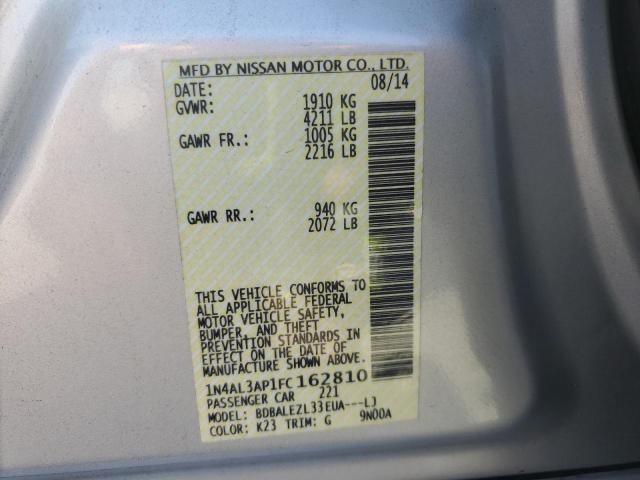 MFD BY NISSAN MOTOR CO., LTD.
DATE: 08/14
GVWR: 1910 KG
4211 LB
GAWR FR.: 1005 KG
2216 LB
GAWR RR.: 940 KG
2072 LB
THIS VEHICLE CONFORMS TO
ALL APPLICABLE FEDERAL
MOTOR VEHICLE SAFETY,
BUMPER, AND THEFT
PREVENTION STANDARDS IN
EFFECT ON THE DATE OF
MANUFACTURE SHOWN ABOVE.
1N4AL3AP1FC162810
PASSENGER CAR 221
MODEL: BDBALEZL33EUA---LJ
COLOR: K23 TRIM: G 9N00A